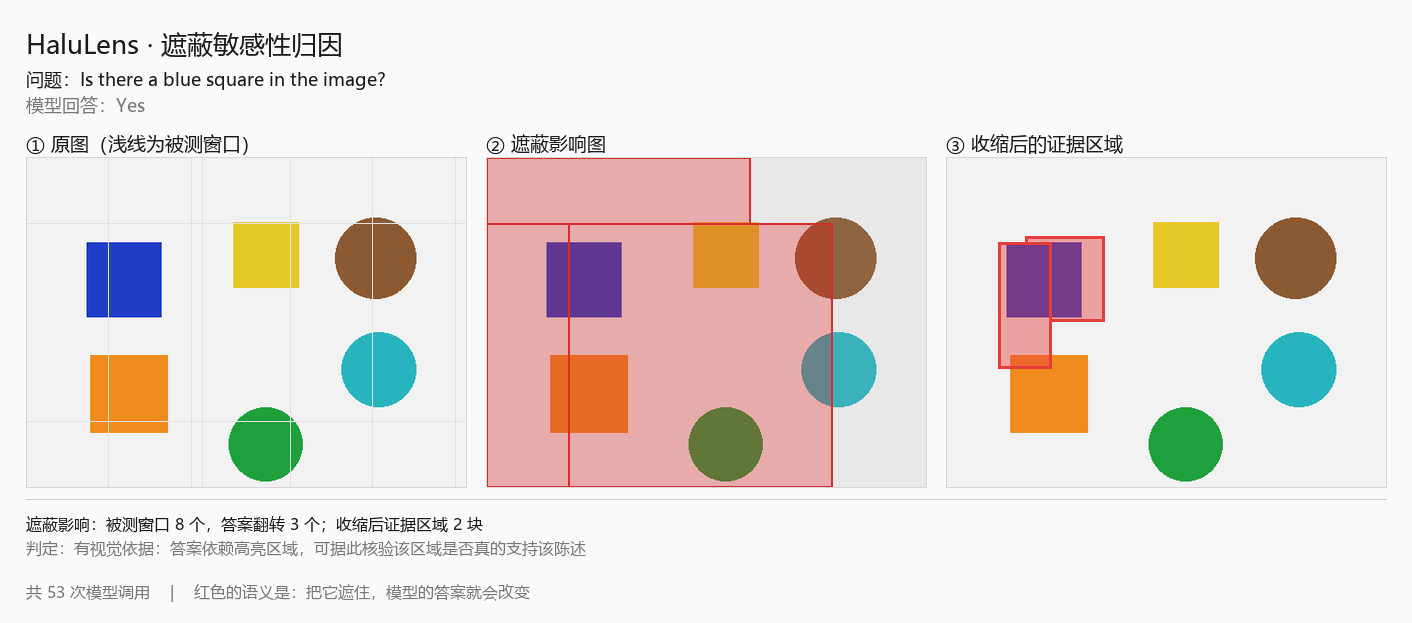 HaluLens · 遮蔽敏感性归因
问题：Is there a blue square in the image?
模型回答：Yes
① 原图（浅线为被测窗口）
② 遮蔽影响图
③ 收缩后的证据区域
遮蔽影响：被测窗口 8 个，答案翻转 3 个；收缩后证据区域 2 块
判定：有视觉依据：答案依赖高亮区域，可据此核验该区域是否真的支持该陈述
共 53 次模型调用 | 红色的语义是：把它遮住，模型的答案就会改变